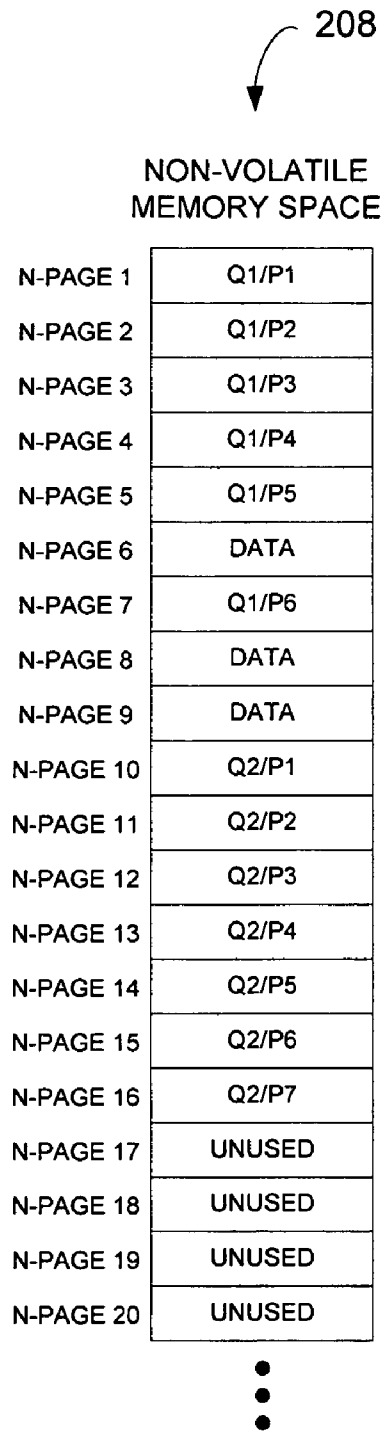 208
NON-VOLATILE
MEMORY SPACE
N-PAGE 1 Q1/P1
N-PAGE 2 Q1/P2
N-PAGE 3 Q1/P3
N-PAGE 4 Q1/P4
N-PAGE 5 Q1/P5
N-PAGE 6 DATA
N-PAGE 7 Q1/P6
N-PAGE 8 DATA
N-PAGE 9 DATA
N-PAGE 10 Q2/P1
N-PAGE 11 Q2/P2
N-PAGE 12 Q2/P3
N-PAGE 13 Q2/P4
N-PAGE 14 Q2/P5
N-PAGE 15 Q2/P6
N-PAGE 16 Q2/P7
N-PAGE 17 UNUSED
N-PAGE 18 UNUSED
N-PAGE 19 UNUSED
N-PAGE 20 UNUSED